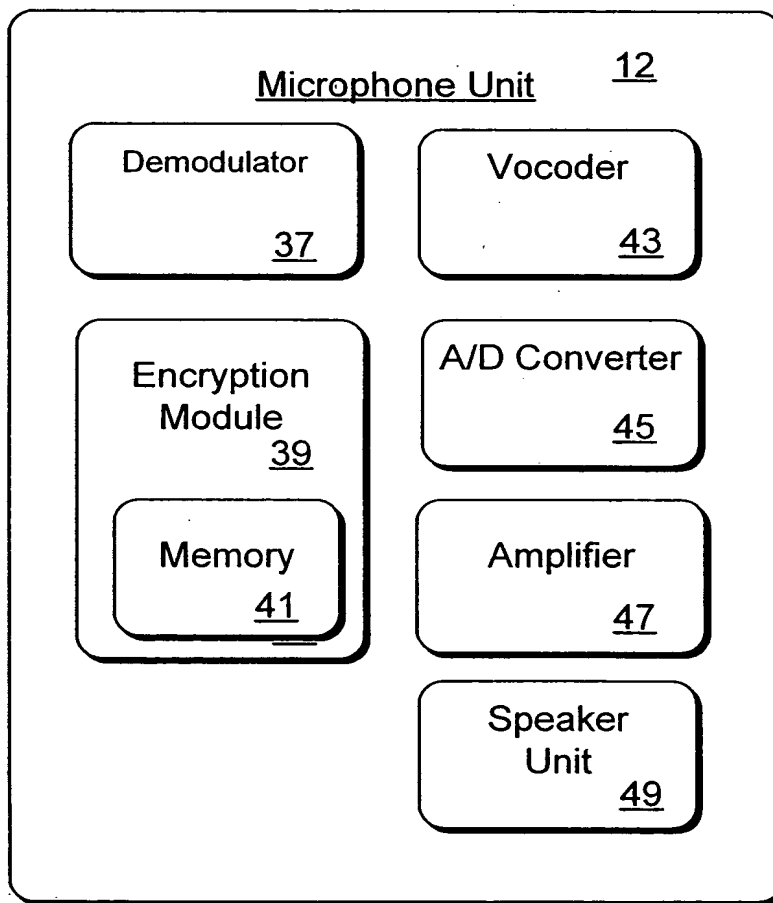 Microphone Unit 12
Demodulator
37
Vocoder
43
Encryption
Module
39
Memory
41
A/D Converter
45
Amplifier
47
Speaker
Unit
49